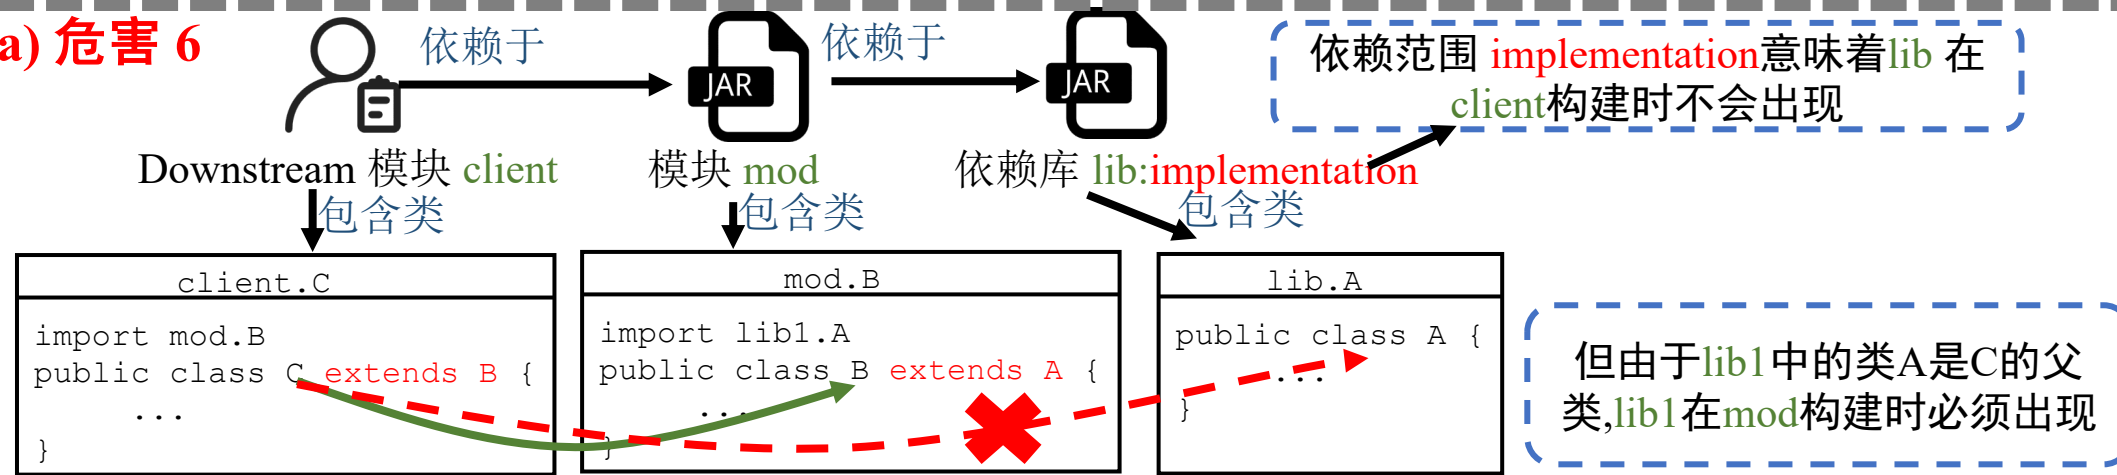 a) 危害 6
依赖于
依赖于
JAR
JAR
依赖范围 implementation意味着lib 在
client构建时不会出现
Downstream 模块 client
模块 mod
依赖库 lib:implementation
包含类
包含类
包含类
client.C
import mod.B
public class C extends B {
...
}
mod.B
import lib1.A
public class B extends A {
...
}
lib.A
public class A {
...
}
但由于lib1中的类A是C的父
类,lib1在mod构建时必须出现